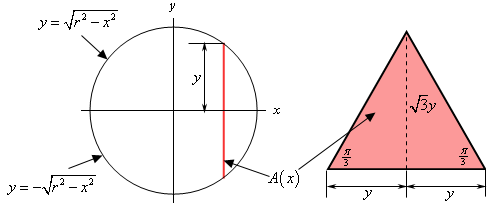 y
y = √(r² − x²)
y
x
√3y
A(x)
π/3
π/3
y = −√(r² − x²)
y
y